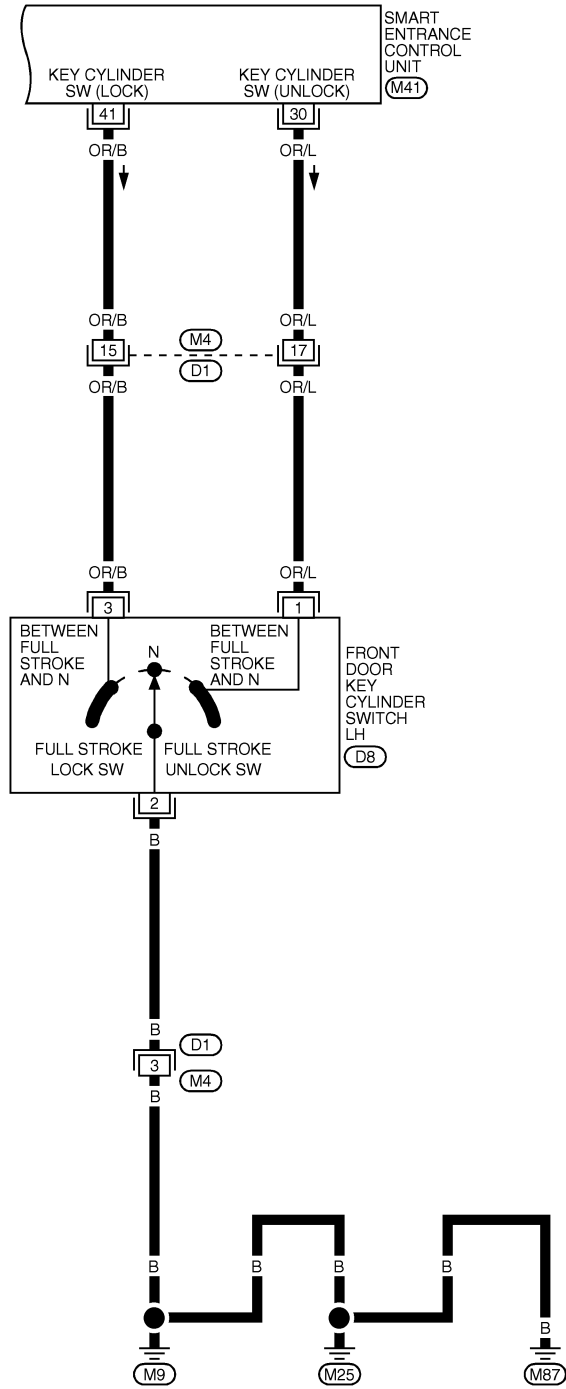 SMART
ENTRANCE
CONTROL
UNIT
M41
KEY CYLINDER
SW (LOCK)
KEY CYLINDER
SW (UNLOCK)
41
30
OR/B
OR/L
OR/B
OR/L
15
M4
17
D1
OR/B
OR/L
OR/B
OR/L
3
1
BETWEEN
FULL
STROKE
AND N
N
BETWEEN
FULL
STROKE
AND N
FULL STROKE
LOCK SW
FULL STROKE
UNLOCK SW
FRONT
DOOR
KEY
CYLINDER
SWITCH
LH
D8
2
B
B
D1
3
M4
B
B
B
B
B
B
M9
M25
M87